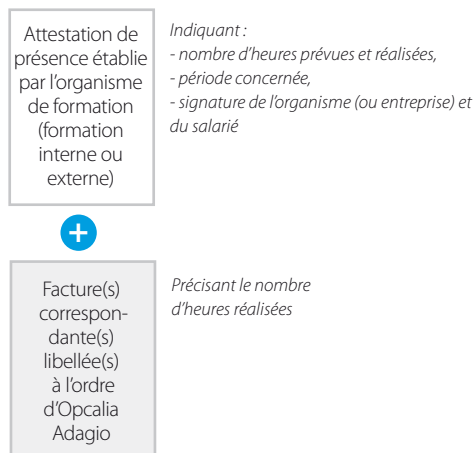 Attestation de
présence établie
par l’organisme
de formation
(formation
interne ou
externe)
Indiquant :
- nombre d’heures prévues et réalisées,
- période concernée,
- signature de l’organisme (ou entreprise) et
du salarié
+
Facture(s)
correspon-
dante(s)
libellée(s)
à l’ordre
d’Opcalia
Adagio
Précisant le nombre
d’heures réalisées